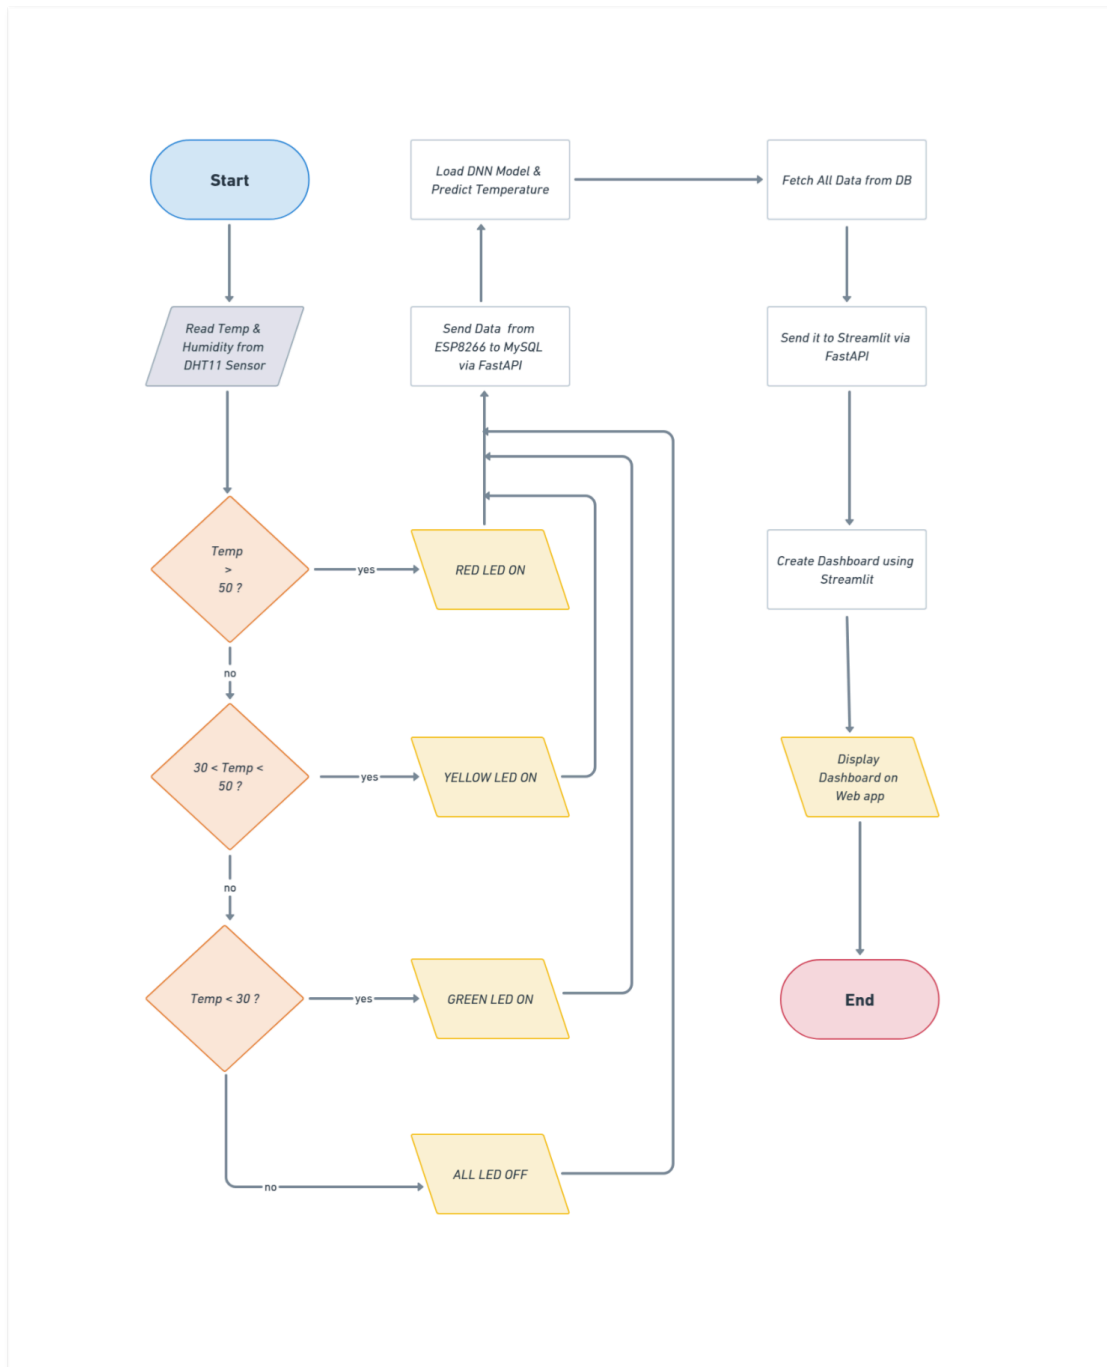 Start
Read Temp &
Humidity from
DHT11 Sensor
Temp
>
50 ?
yes
RED LED ON
no
30 < Temp <
50 ?
yes
YELLOW LED ON
no
Temp < 30 ?
yes
GREEN LED ON
no
ALL LED OFF
Send Data from
ESP8266 to MySQL
via FastAPI
Load DNN Model &
Predict Temperature
Fetch All Data from DB
Send it to Streamlit via
FastAPI
Create Dashboard using
Streamlit
Display
Dashboard on
Web app
End